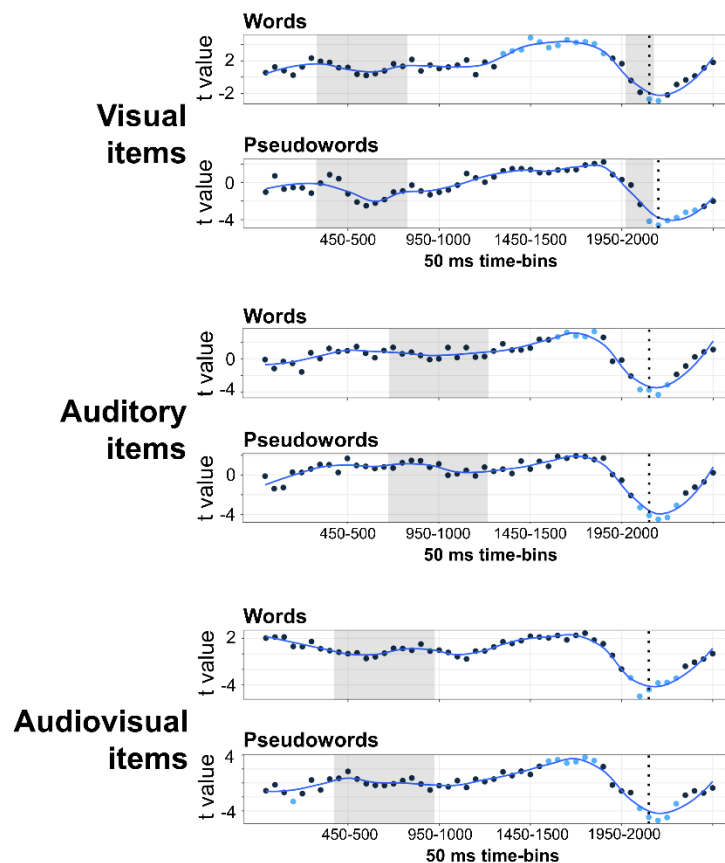 Visual
items
Words
t value
2
-2
Pseudowords
t value
0
-4
450-500
950-1000
1450-1500
1950-2000
50 ms time-bins
Auditory
items
Words
t value
0
-4
Pseudowords
t value
0
-4
450-500
950-1000
1450-1500
1950-2000
50 ms time-bins
Audiovisual
items
Words
t value
2
-4
Pseudowords
t value
4
-4
450-500
950-1000
1450-1500
1950-2000
50 ms time-bins